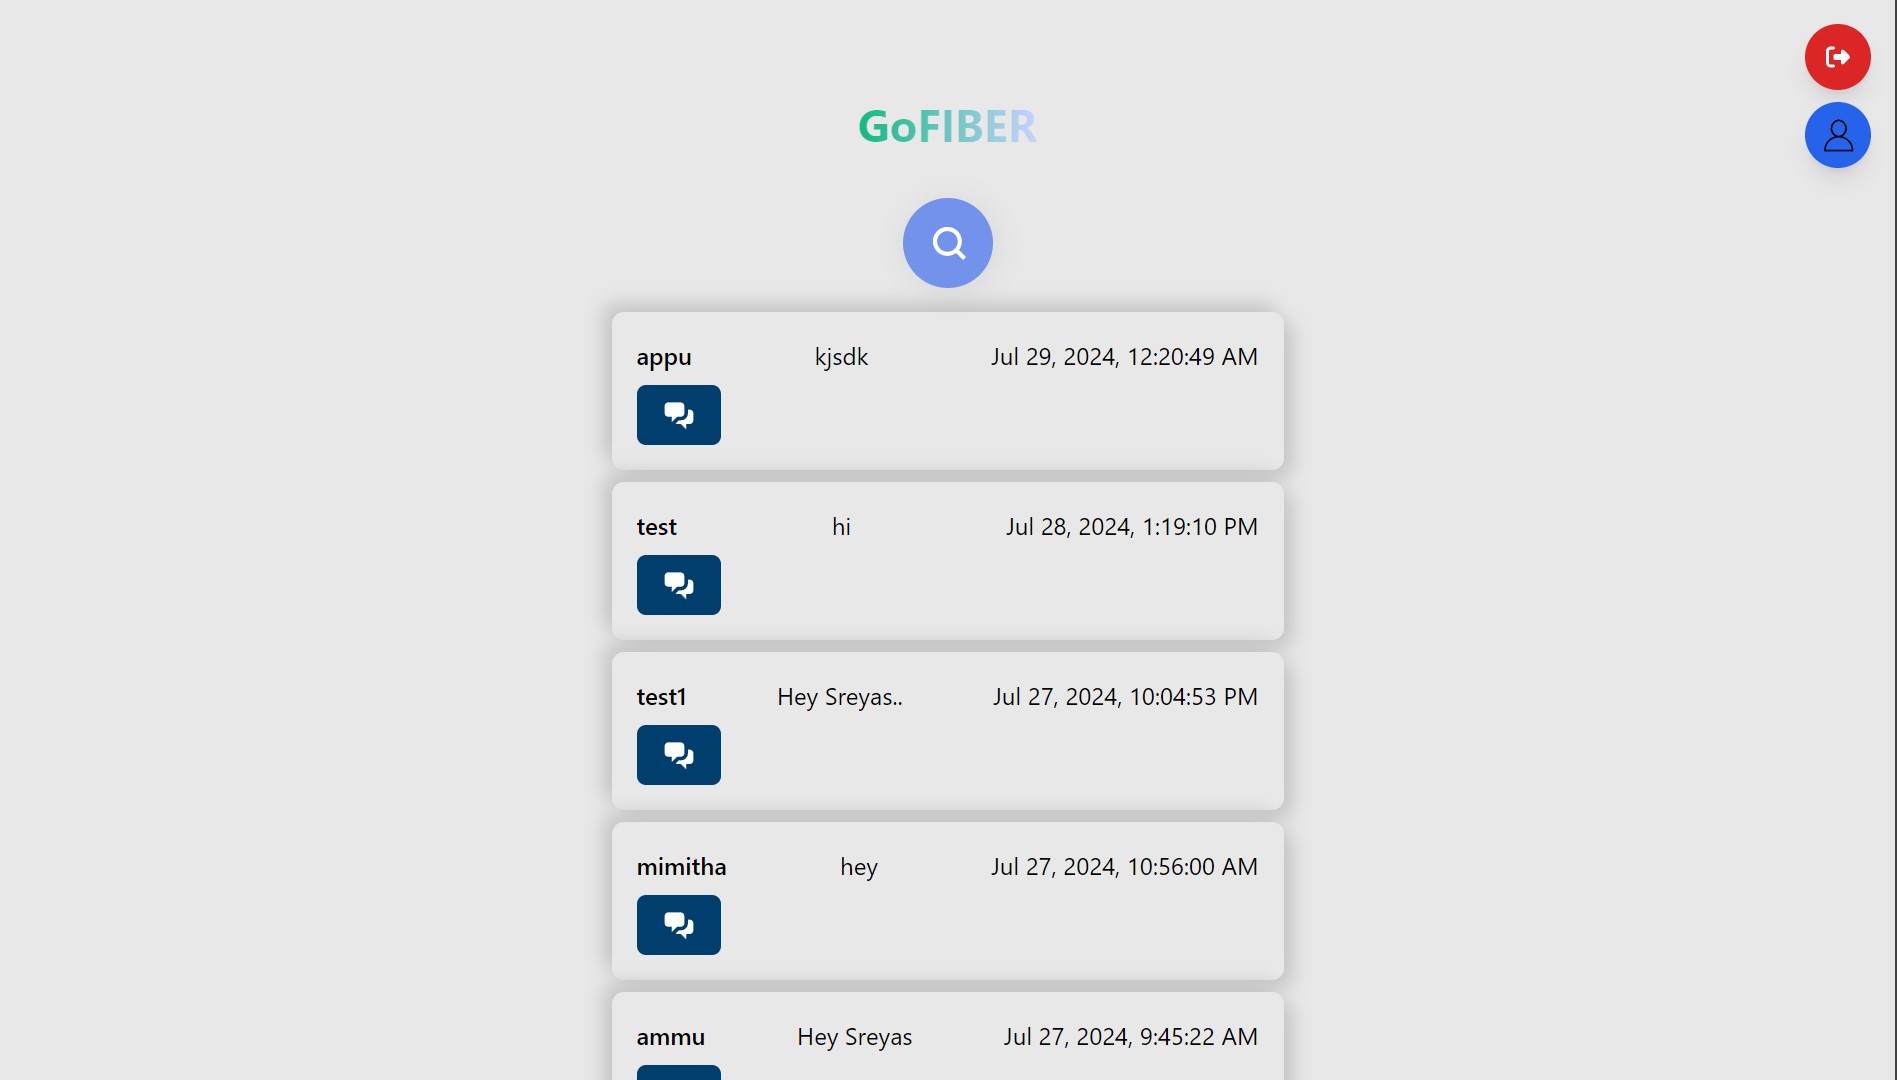 GoFIBER
appu kjsdk Jul 29, 2024, 12:20:49 AM
test hi Jul 28, 2024, 1:19:10 PM
test1 Hey Sreyas.. Jul 27, 2024, 10:04:53 PM
mimitha hey Jul 27, 2024, 10:56:00 AM
ammu Hey Sreyas Jul 27, 2024, 9:45:22 AM